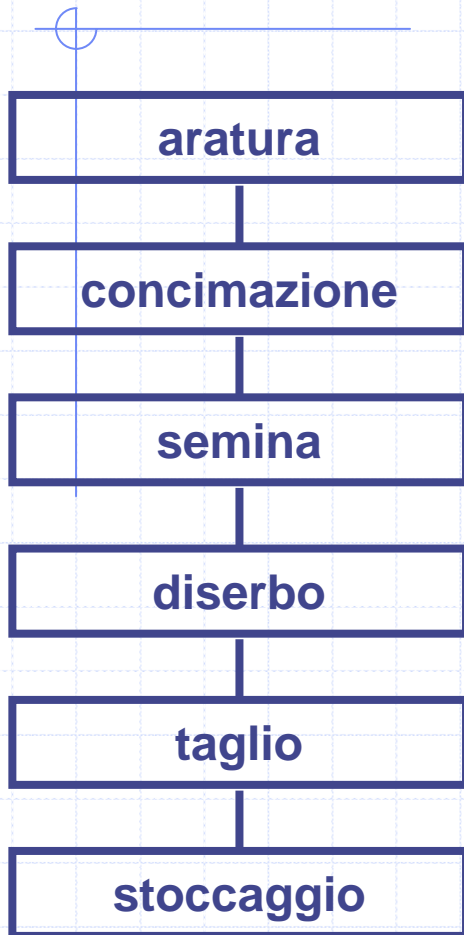 aratura
concimazione
semina
diserbo
taglio
stoccaggio